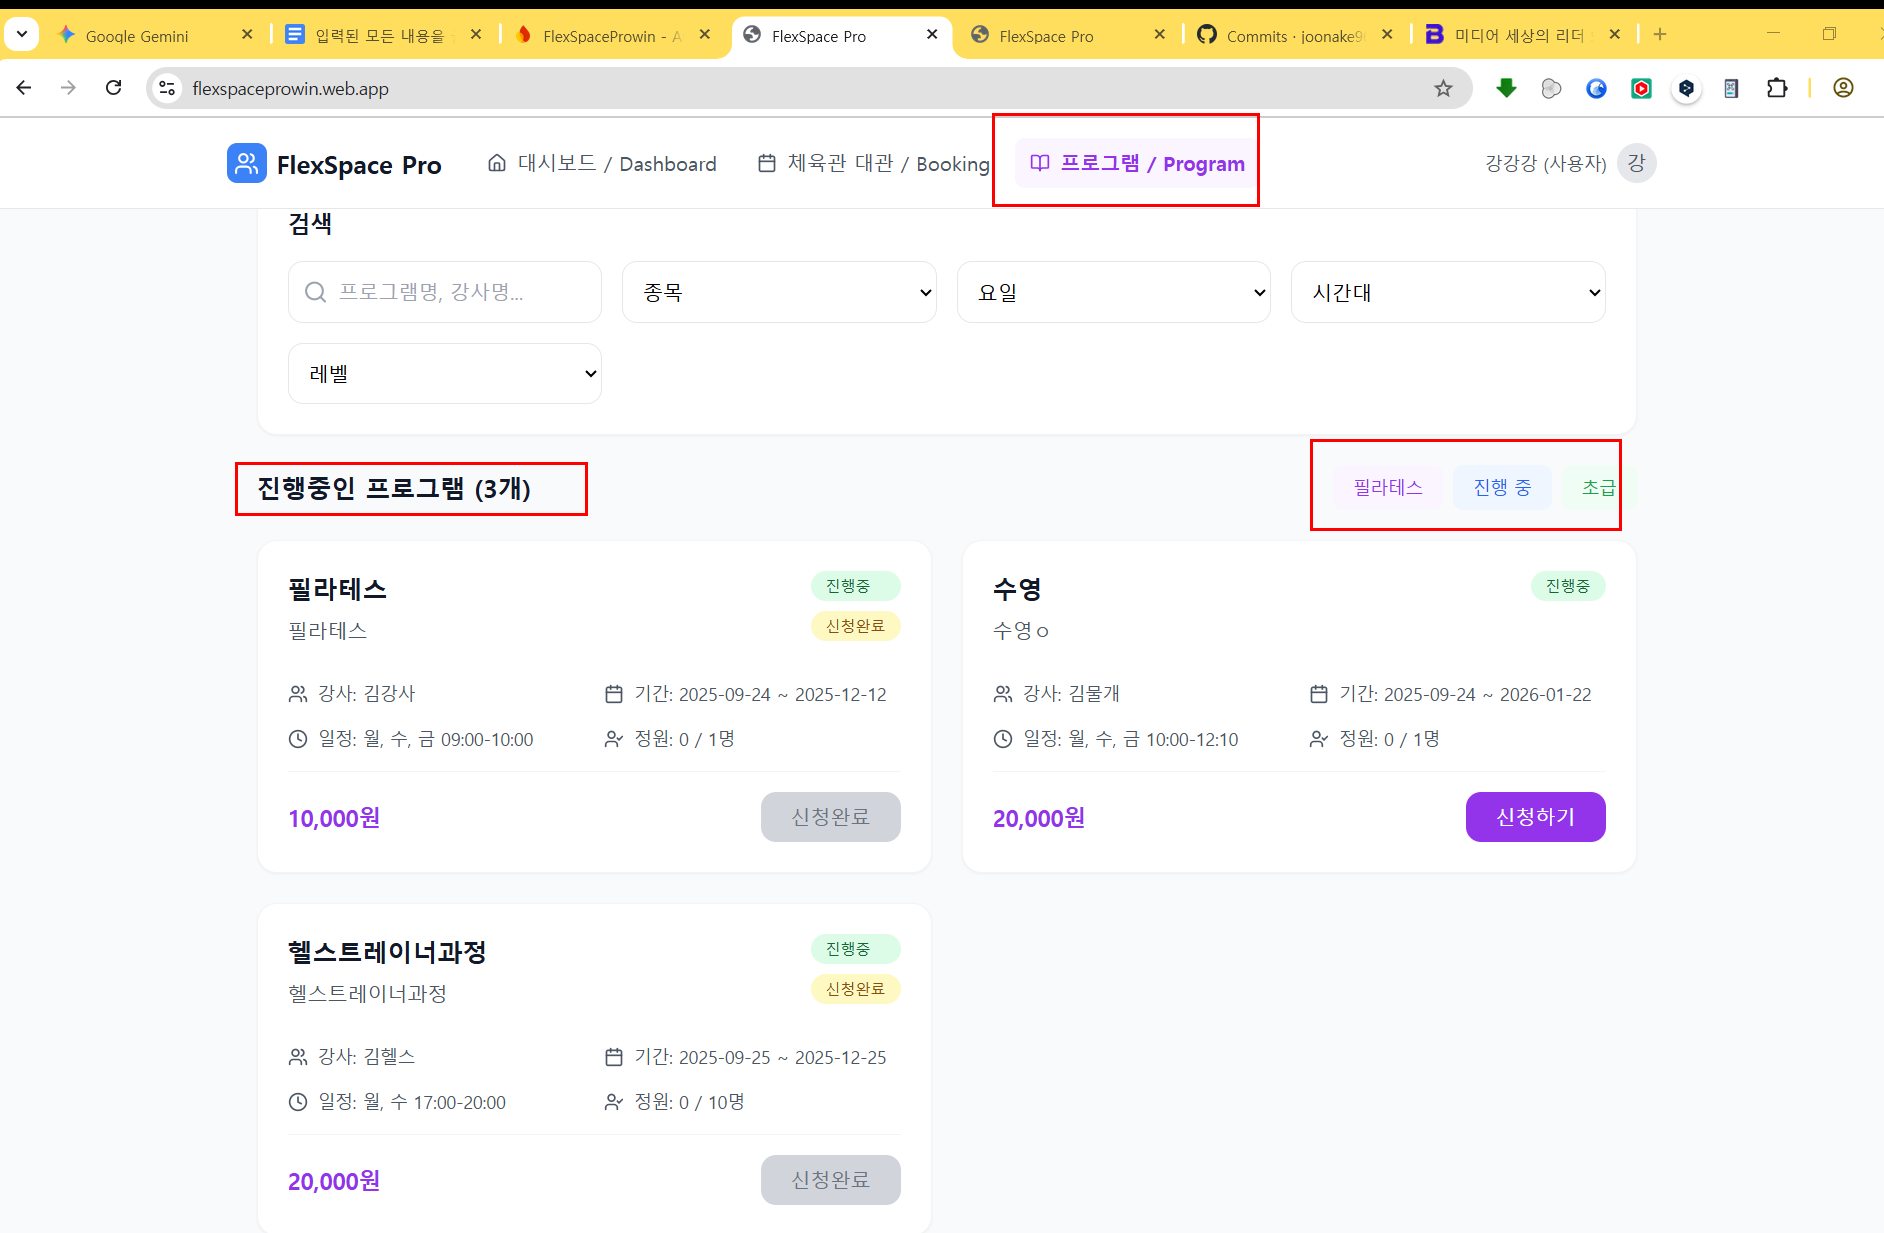 Google Gemini
입력된 모든 내용을
FlexSpaceProwin - A
FlexSpace Pro
FlexSpace Pro
Commits · joonake9
미디어 세상의 리더
flexspaceprowin.web.app
FlexSpace Pro
대시보드 / Dashboard
체육관 대관 / Booking
프로그램 / Program
강강강 (사용자)
강
검색
프로그램명, 강사명...
종목
요일
시간대
레벨
진행중인 프로그램 (3개)
필라테스
진행 중
초급
필라테스
진행중
필라테스
신청완료
강사: 김강사
기간: 2025-09-24 ~ 2025-12-12
일정: 월, 수, 금 09:00-10:00
정원: 0 / 1명
10,000원
신청완료
수영
진행중
수영ㅇ
강사: 김물개
기간: 2025-09-24 ~ 2026-01-22
일정: 월, 수, 금 10:00-12:10
정원: 0 / 1명
20,000원
신청하기
헬스트레이너과정
진행중
헬스트레이너과정
신청완료
강사: 김헬스
기간: 2025-09-25 ~ 2025-12-25
일정: 월, 수 17:00-20:00
정원: 0 / 10명
20,000원
신청완료